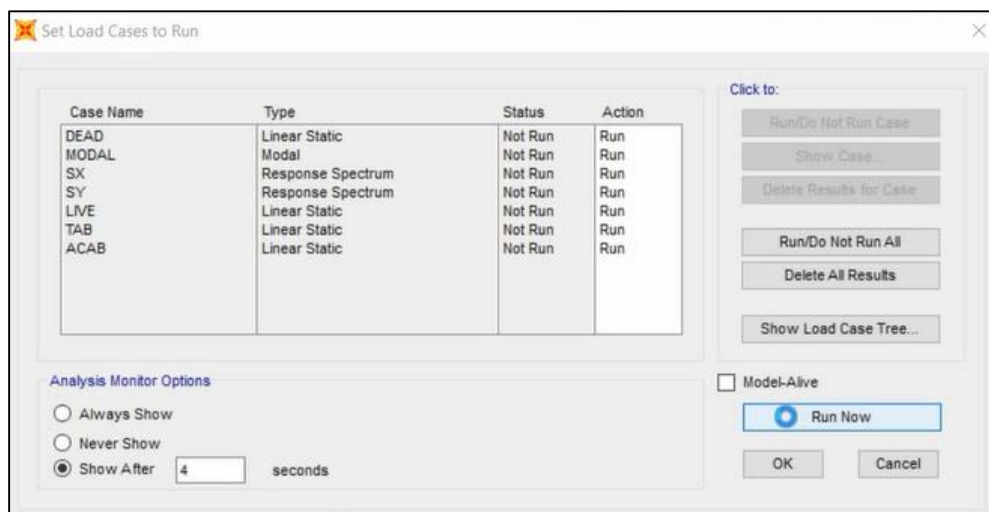 Set Load Cases to Run
Click to:
Case Name Type Status Action
DEAD Linear Static Not Run Run
MODAL Modal Not Run Run
SX Response Spectrum Not Run Run
SY Response Spectrum Not Run Run
LIVE Linear Static Not Run Run
TAB Linear Static Not Run Run
ACAB Linear Static Not Run Run
Run/Do Not Run Case
Show Case...
Delete Results for Case
Run/Do Not Run All
Delete All Results
Show Load Case Tree...
Analysis Monitor Options
Always Show
Never Show
Show After 4 seconds
Model-Alive
Run Now
OK Cancel